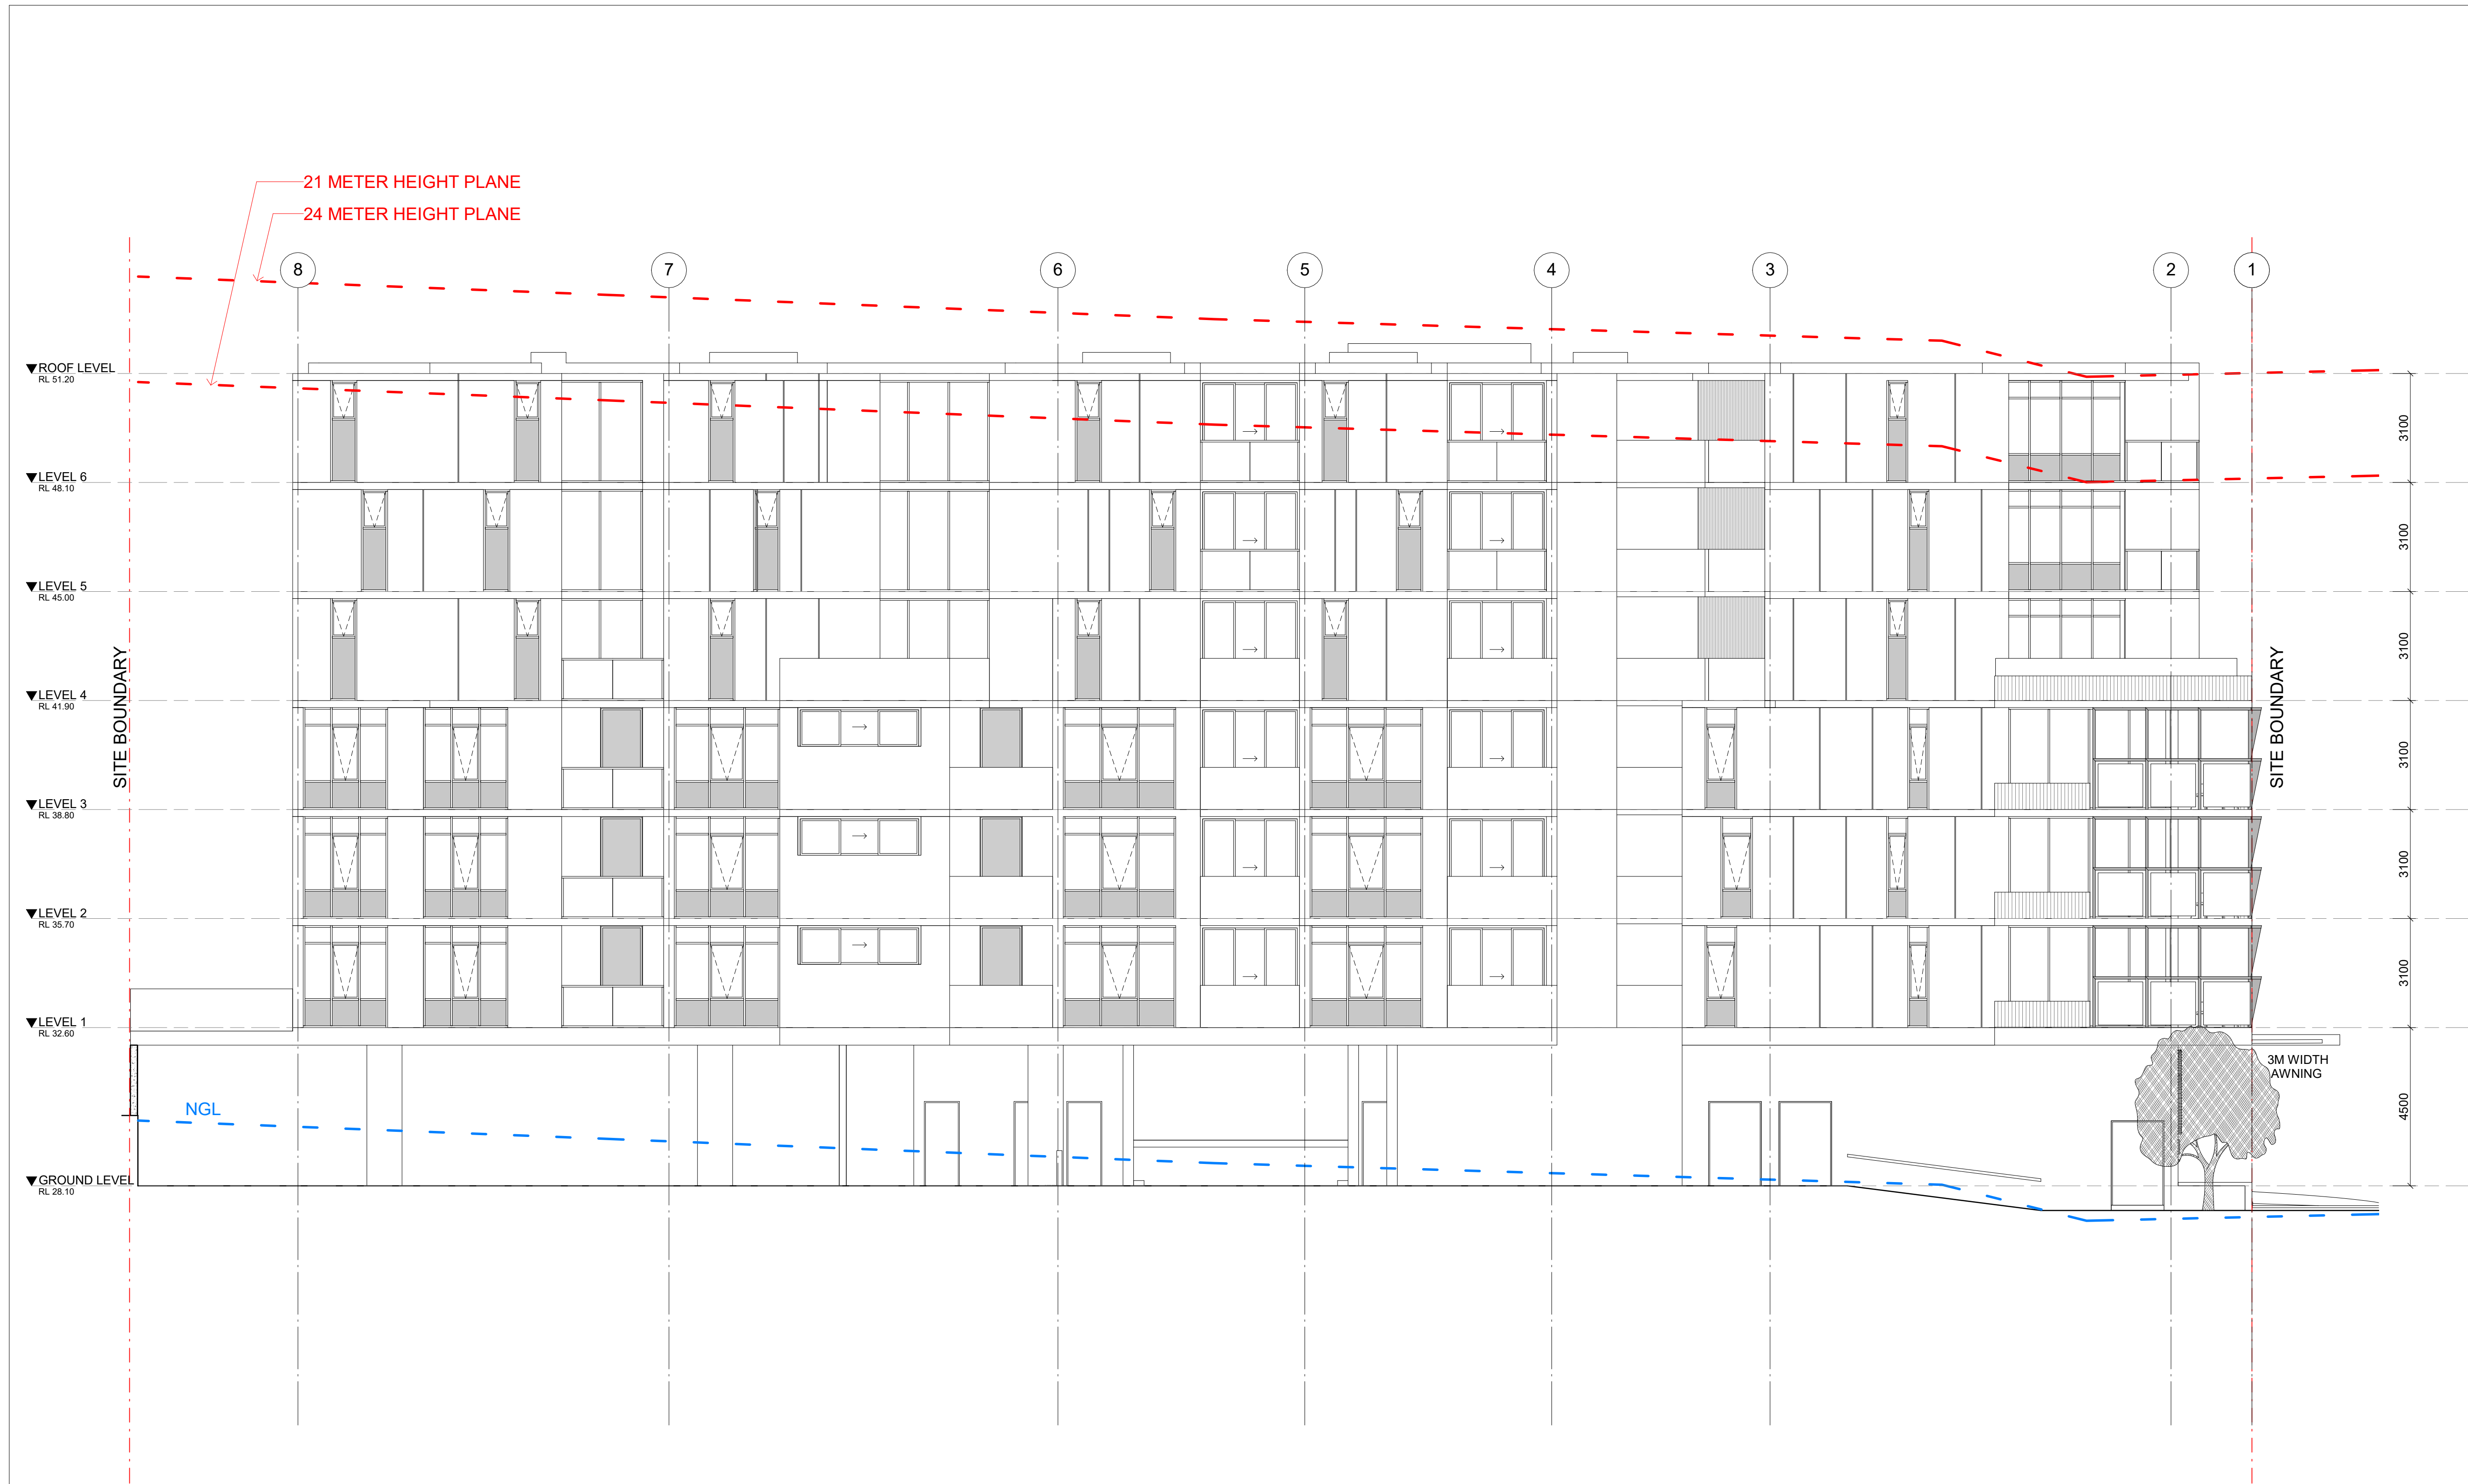 21 METER HEIGHT PLANE
24 METER HEIGHT PLANE
8
7
6
5
4
3
2
1
ROOF LEVEL
RL 51.20
3100
LEVEL 6
RL 48.10
3100
LEVEL 5
RL 45.00
3100
SITE BOUNDARY
SITE BOUNDARY
LEVEL 4
RL 41.90
3100
LEVEL 3
RL 38.80
3100
LEVEL 2
RL 35.70
3100
LEVEL 1
RL 32.60
3M WIDTH
AWNING
4500
NGL
GROUND LEVEL
RL 28.10